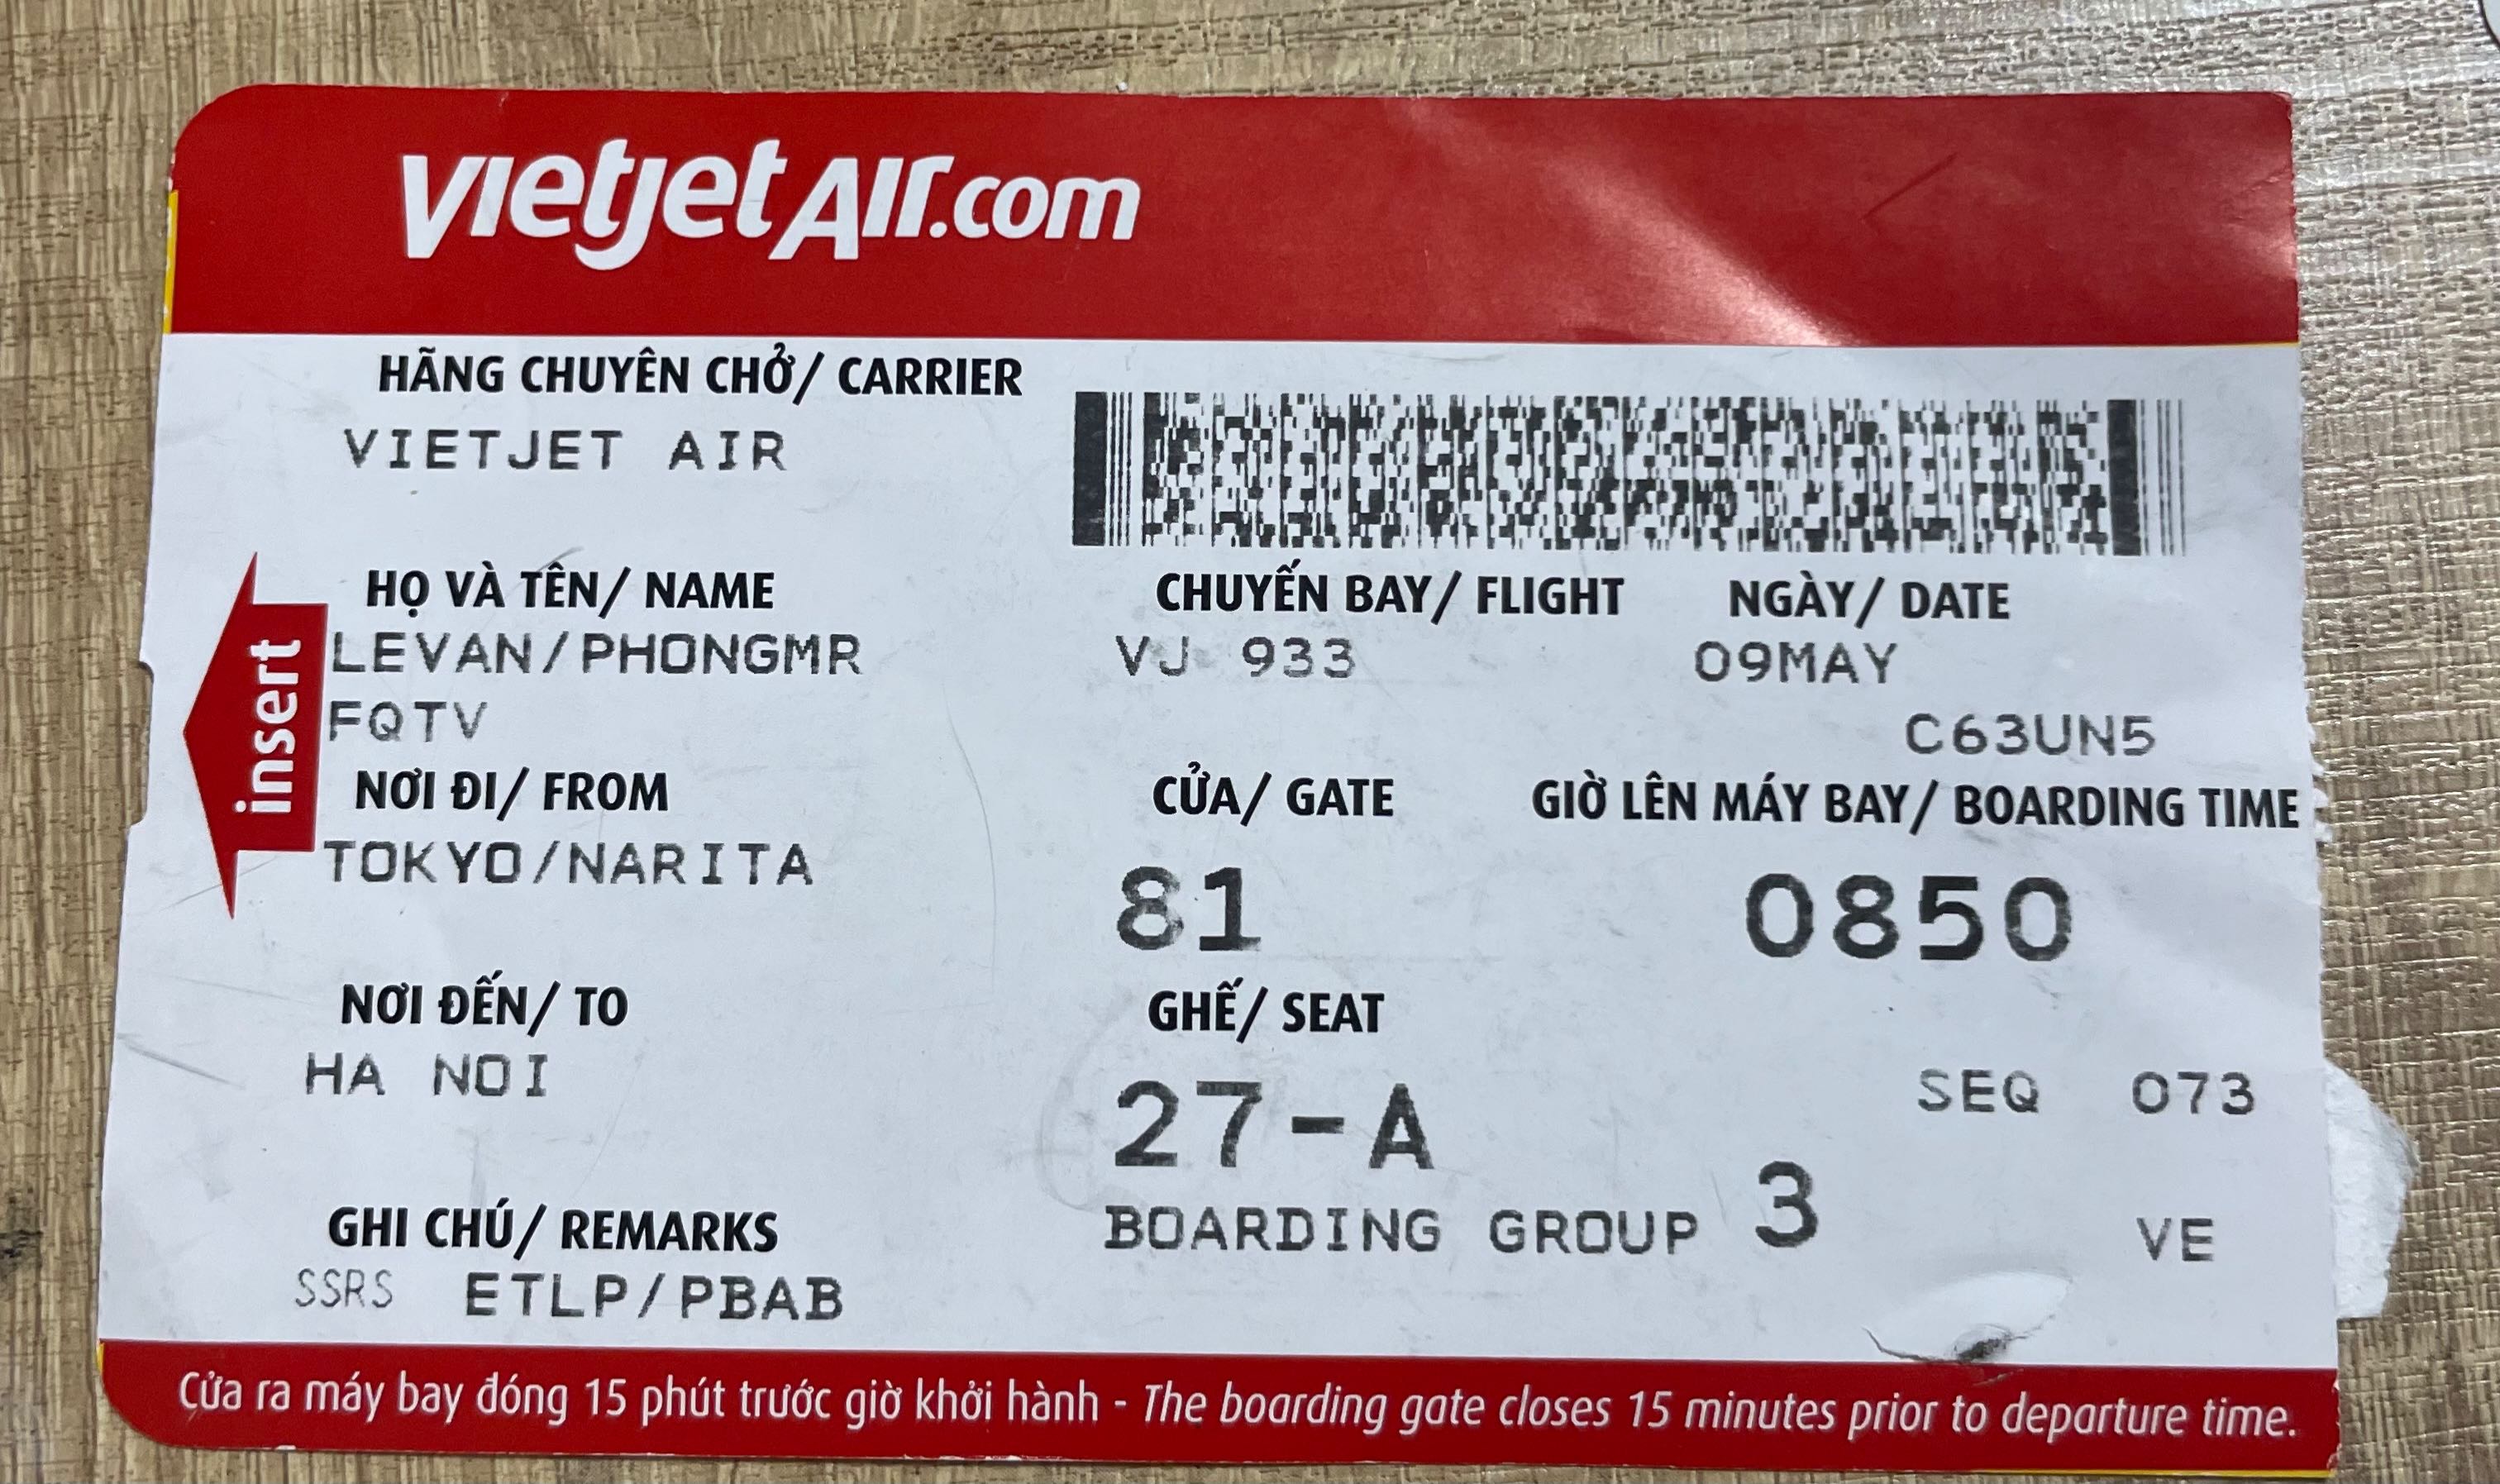 vietjetAir.com
HÃNG CHUYÊN CHỞ/ CARRIER
VIETJET AIR
HỌ VÀ TÊN/ NAME
LEVAN/PHONGMR
FQTV
CHUYẾN BAY/ FLIGHT
VJ 933
NGÀY/ DATE
09MAY
C63UN5
insert
NƠI ĐI/ FROM
TOKYO/NARITA
CỬA/ GATE
81
GIỜ LÊN MÁY BAY/ BOARDING TIME
0850
NƠI ĐẾN/ TO
HA NOI
GHẾ/ SEAT
27-A
SEQ 073
BOARDING GROUP 3
VE
GHI CHÚ/ REMARKS
SSRS ETLP/PBAB
Cửa ra máy bay đóng 15 phút trước giờ khởi hành - The boarding gate closes 15 minutes prior to departure time.